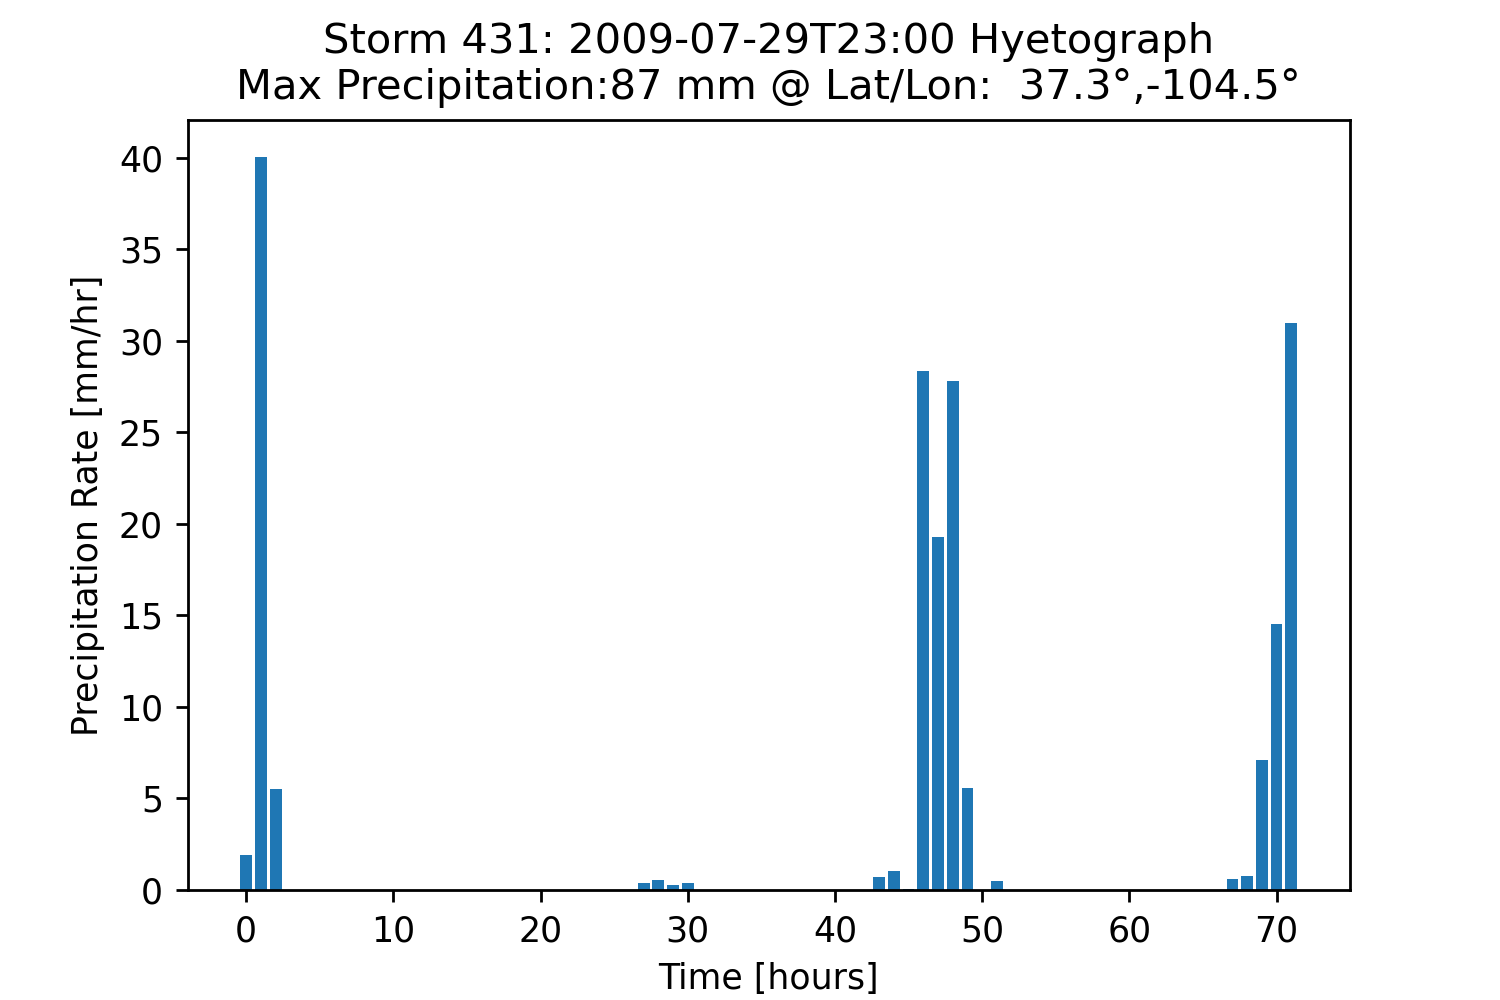 Storm 431: 2009-07-29T23:00 Hyetograph
Max Precipitation:87 mm @ Lat/Lon:  37.3°,-104.5°
Precipitation Rate [mm/hr]
40
35
30
25
20
15
10
5
0
0 10 20 30 40 50 60 70
Time [hours]